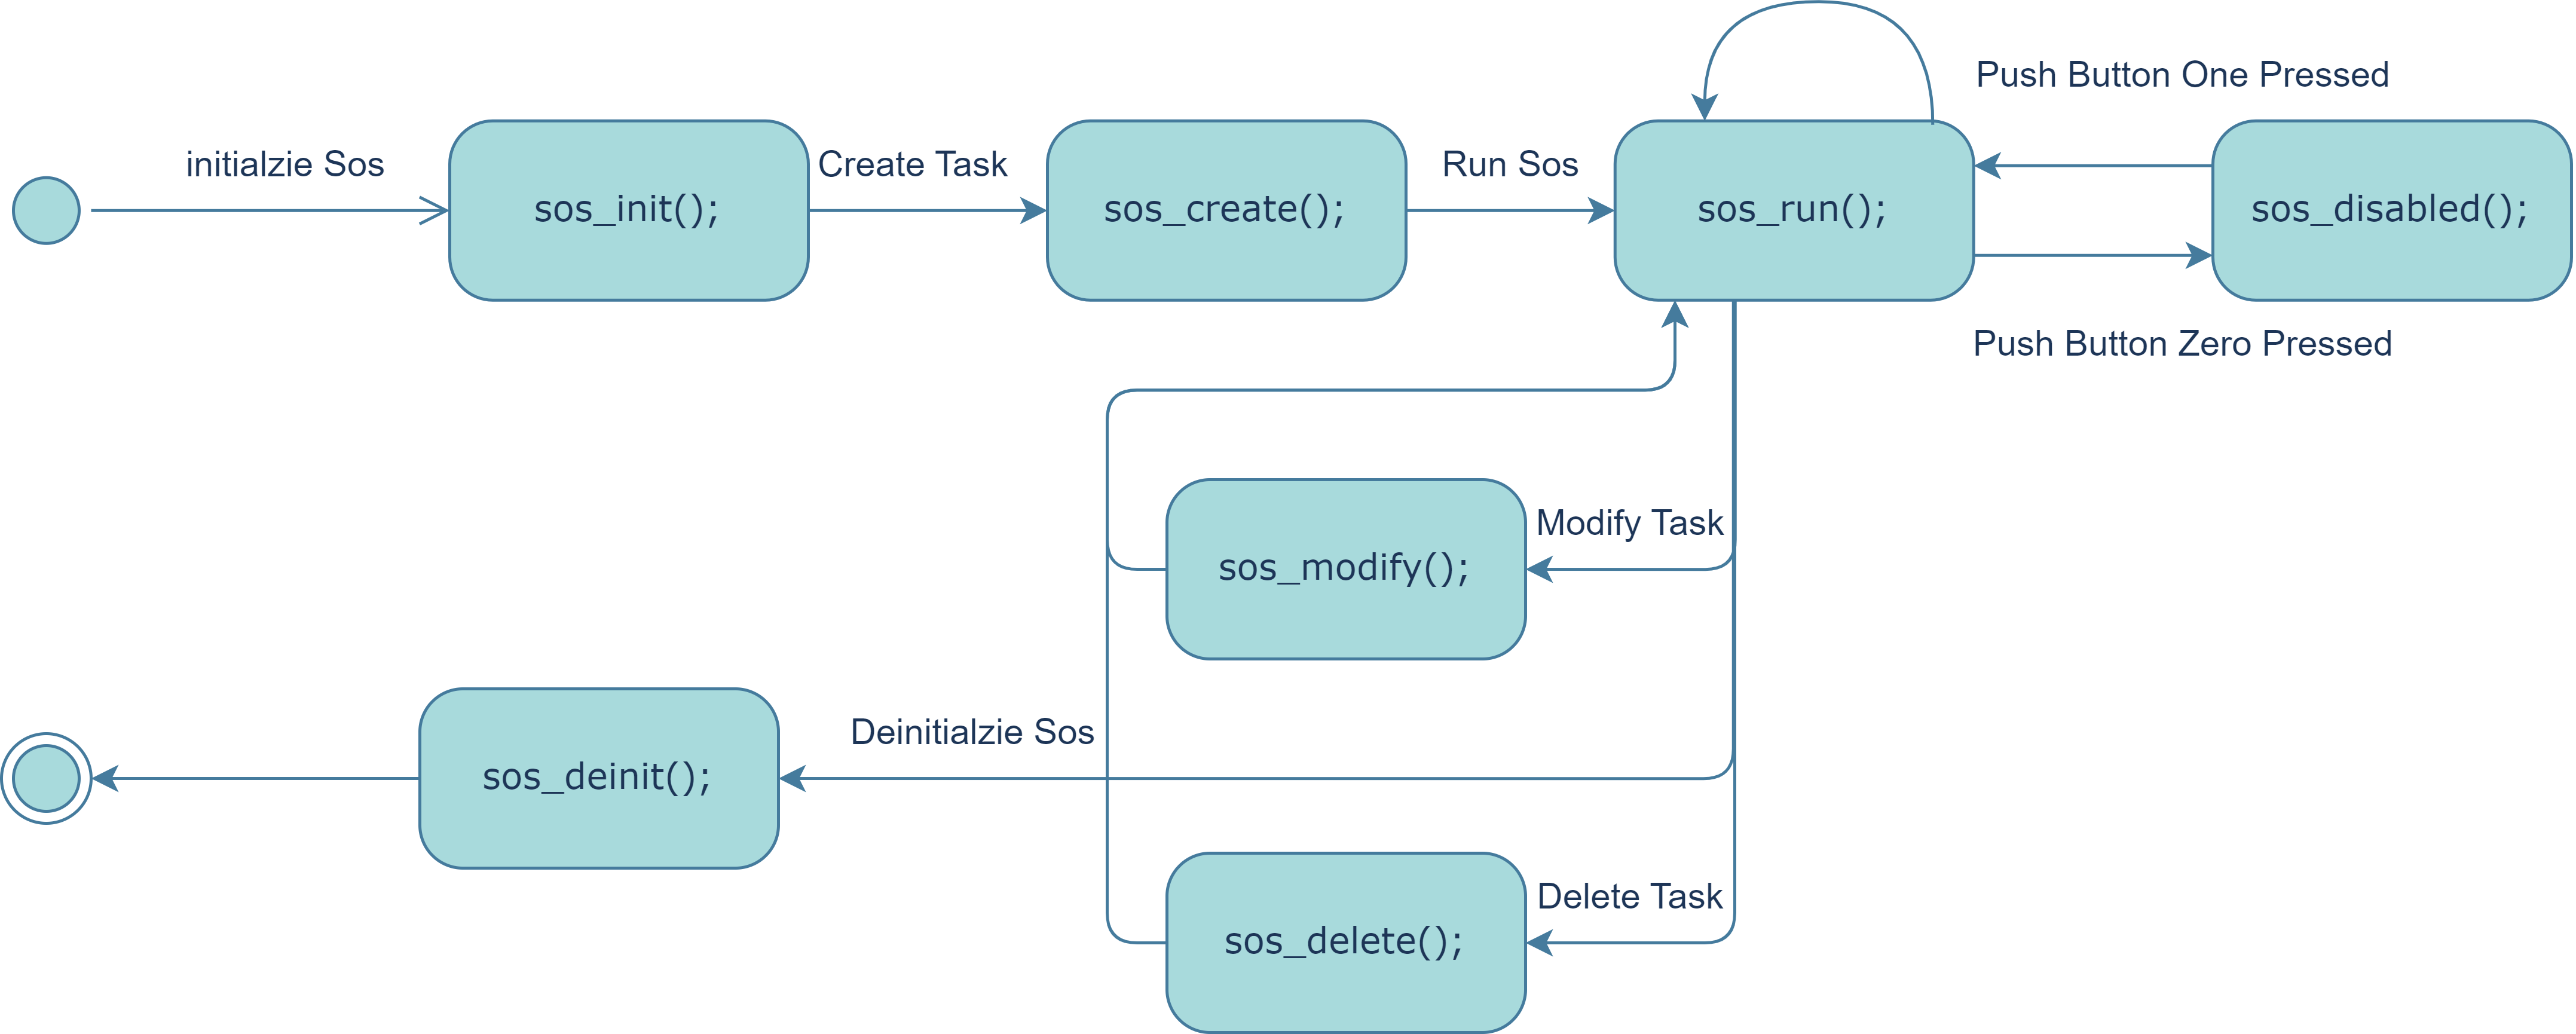 Push Button One Pressed
initialzie Sos
Create Task
Run Sos
sos_init();
sos_create();
sos_run();
sos_disabled();
Push Button Zero Pressed
Modify Task
sos_modify();
Deinitialzie Sos
sos_deinit();
Delete Task
sos_delete();